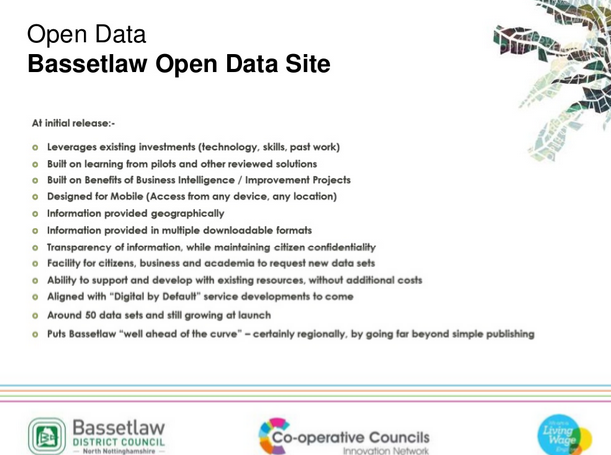 Open Data
Bassetlaw Open Data Site
At initial release:-
Leverages existing investments (technology, skills, past work)
Built on learning from pilots and other reviewed solutions
Built on Benefits of Business Intelligence / Improvement Projects
Designed for Mobile (Access from any device, any location)
Information provided geographically
Information provided in multiple downloadable formats
Transparency of information, while maintaining citizen confidentiality
Facility for citizens, business and academia to request new data sets
Ability to support and develop with existing resources, without additional costs
Aligned with “Digital by Default” service developments to come
Around 50 data sets and still growing at launch
Puts Bassetlaw “well ahead of the curve” – certainly regionally, by going far beyond simple publishing
Bassetlaw
DISTRICT COUNCIL
North Nottinghamshire
Co-operative Councils
Innovation Network
Living
Wage